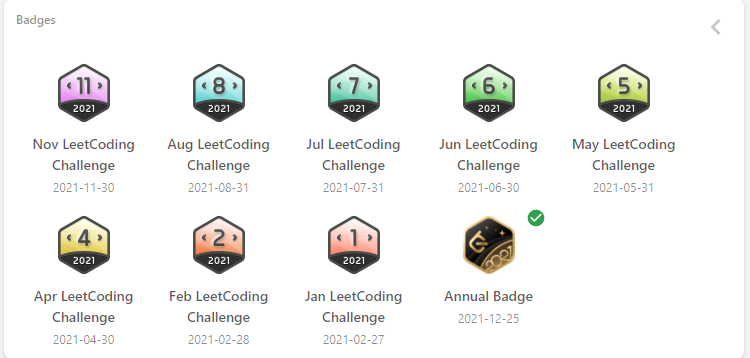 Badges
11 8 7 6 5
2021 2021 2021 2021 2021
Nov LeetCoding Aug LeetCoding Jul LeetCoding Jun LeetCoding May LeetCoding
Challenge Challenge Challenge Challenge Challenge
2021-11-30 2021-08-31 2021-07-31 2021-06-30 2021-05-31
4 2 1
2021 2021 2021 2021
Apr LeetCoding Feb LeetCoding Jan LeetCoding Annual Badge
Challenge Challenge Challenge 2021-12-25
2021-04-30 2021-02-28 2021-02-27